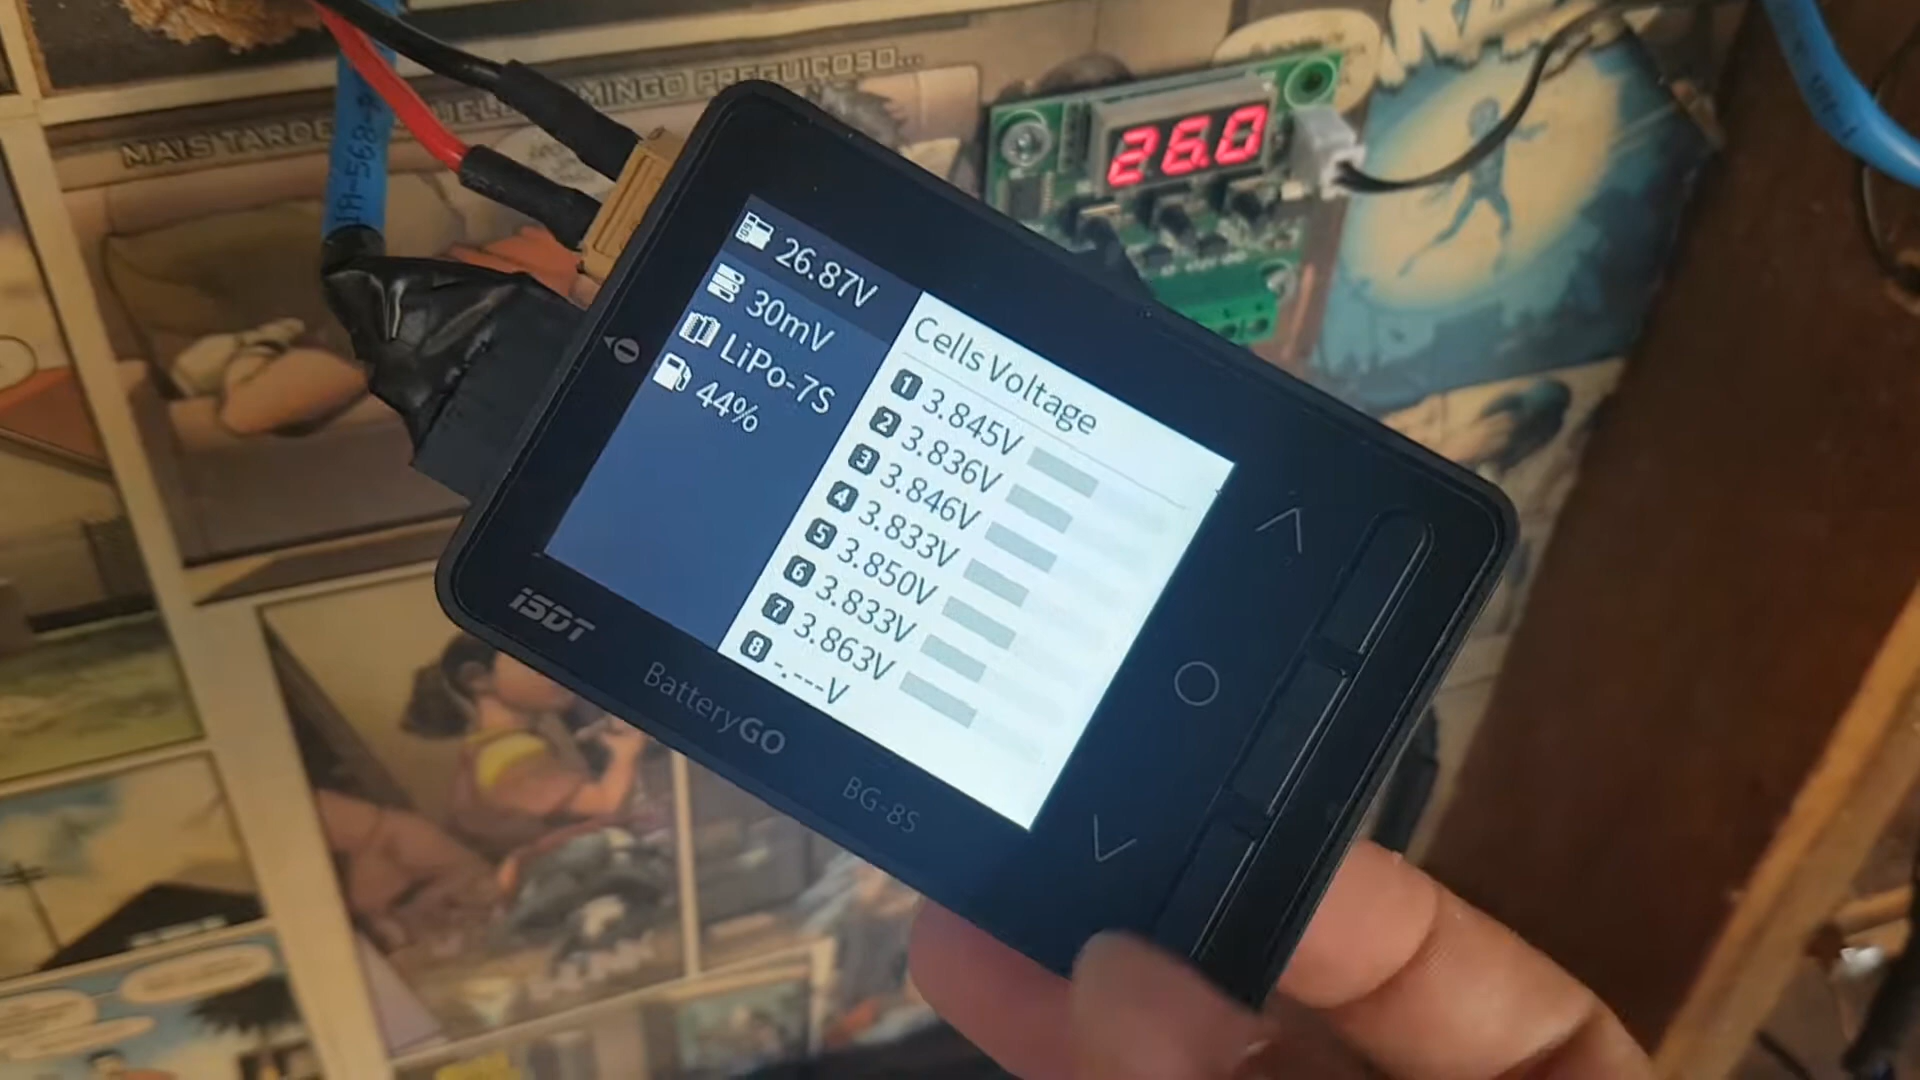 MAIS TARDE
MINGO PREGUIÇOSO...
26.0
26.87V
30mV
LiPo-7S
44%
Cells Voltage
1 3.845V
2 3.836V
3 3.846V
4 3.833V
5 3.850V
6 3.833V
7 3.863V
8 -.---V
iSDT
BatteryGO
BG-8S